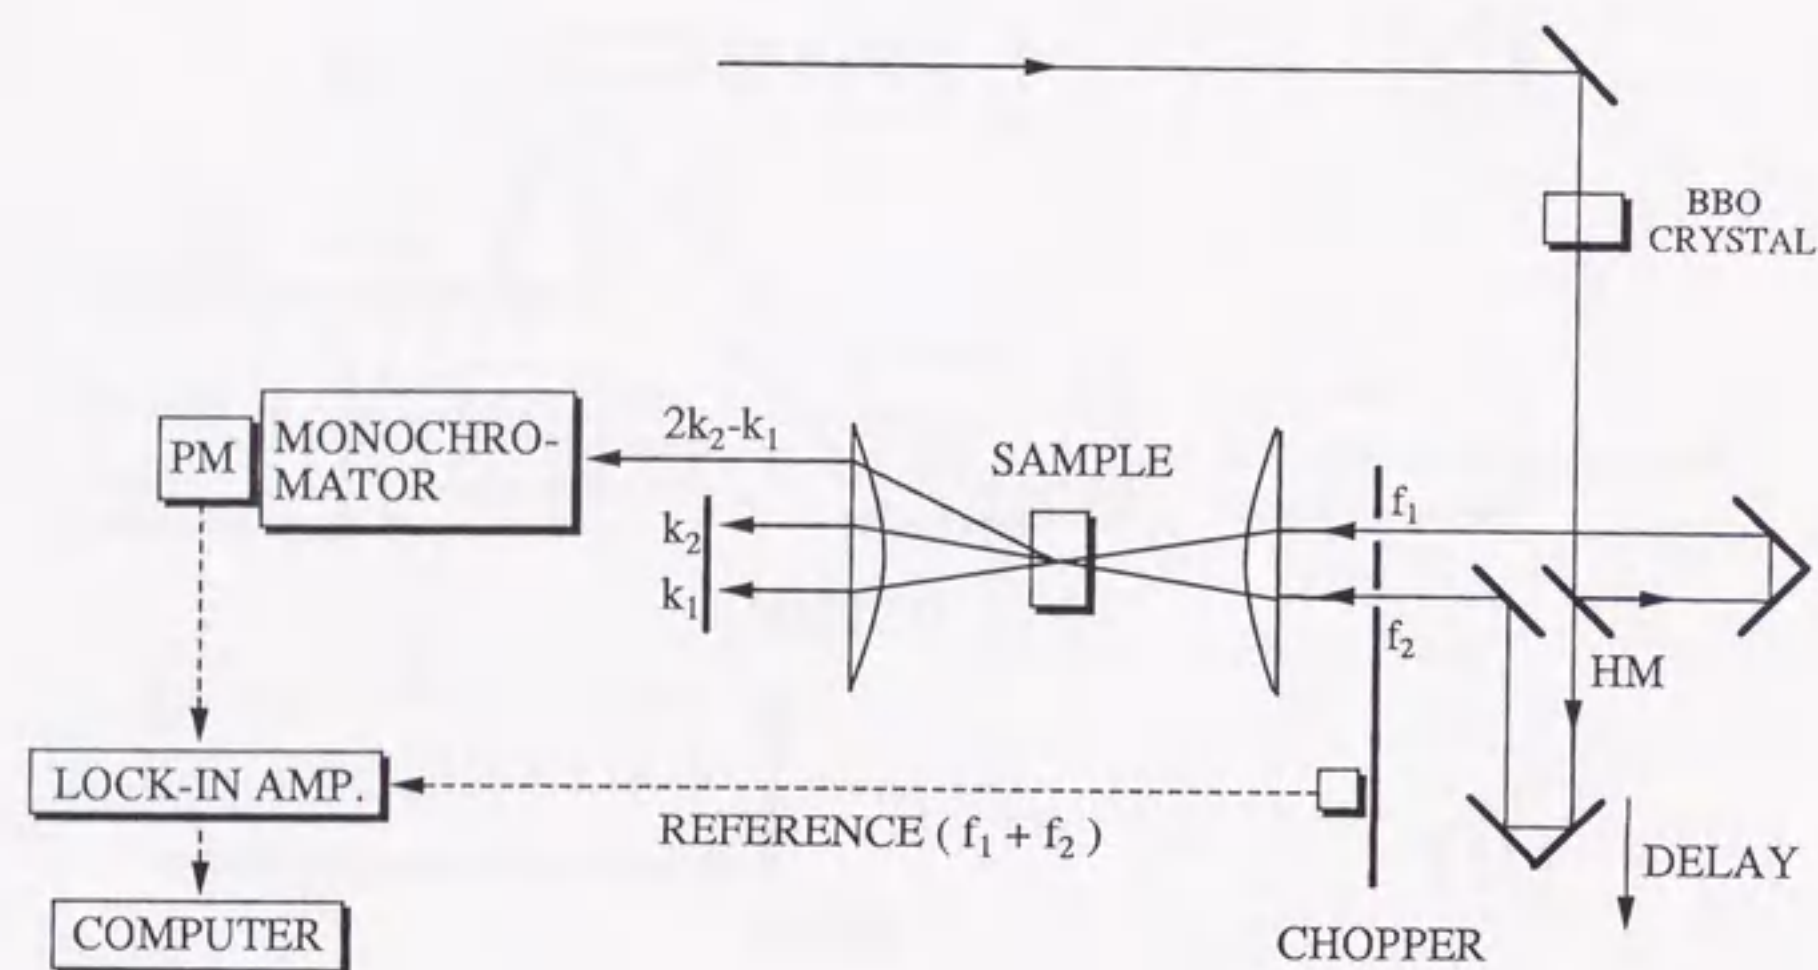 BBO
CRYSTAL
2k₂-k₁
SAMPLE
PM
MONOCHRO-
MATOR
k₂
k₁
f₁
f₂
HM
LOCK-IN AMP.
REFERENCE ( f₁ + f₂ )
DELAY
COMPUTER
CHOPPER